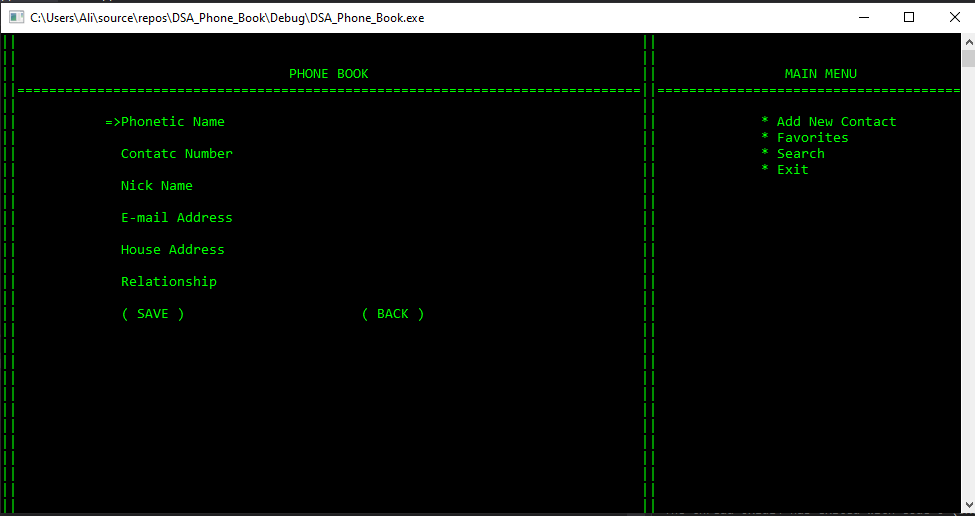 C:\Users\Ali\source\repos\DSA_Phone_Book\Debug\DSA_Phone_Book.exe
PHONE BOOK
=>Phonetic Name
Contatc Number
Nick Name
E-mail Address
House Address
Relationship
( SAVE ) ( BACK )
MAIN MENU
* Add New Contact
* Favorites
* Search
* Exit